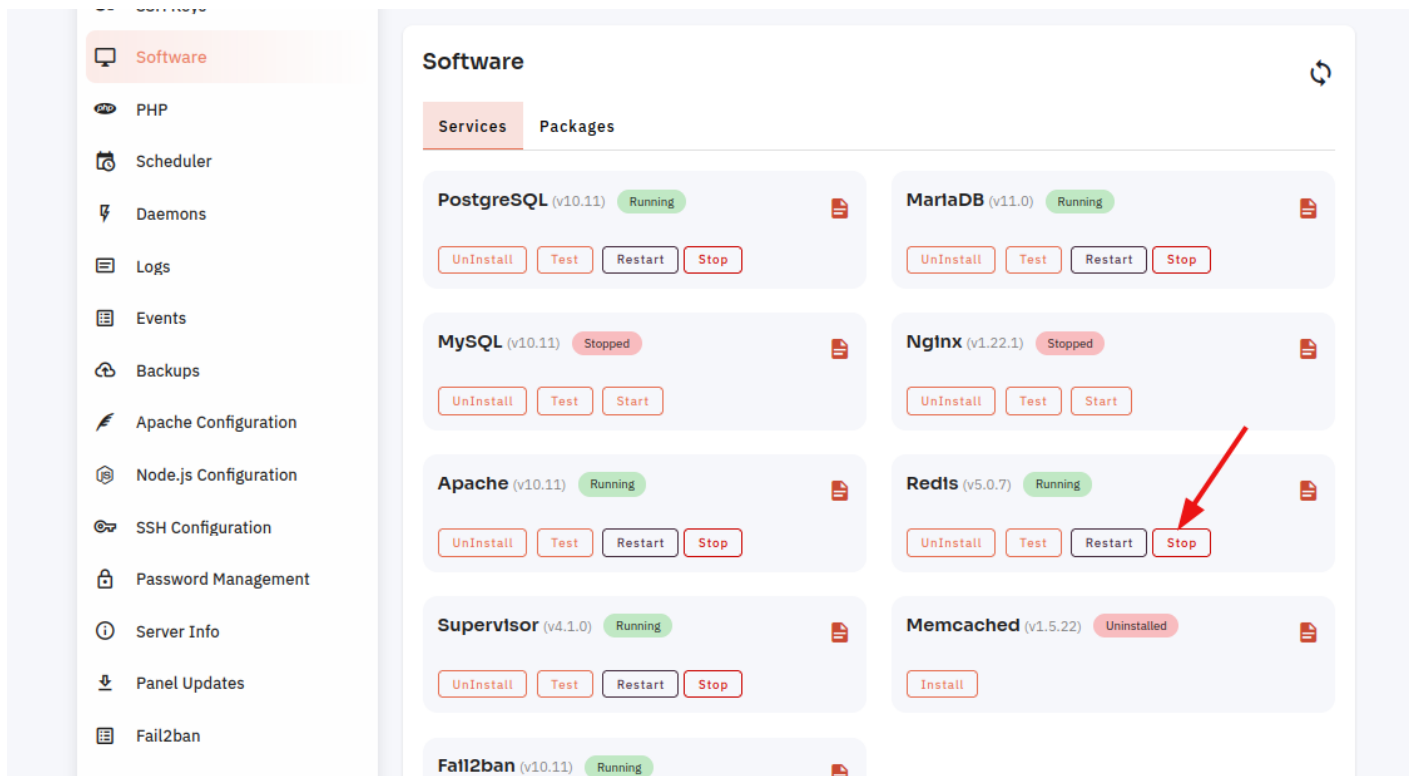 Software
PHP
Scheduler
Daemons
Logs
Events
Backups
Apache Configuration
Node.js Configuration
SSH Configuration
Password Management
Server Info
Panel Updates
Fail2ban
Software
Services Packages
PostgreSQL (v10.11) Running
UnInstall Test Restart Stop
MariaDB (v11.0) Running
UnInstall Test Restart Stop
MySQL (v10.11) Stopped
UnInstall Test Start
Nginx (v1.22.1) Stopped
UnInstall Test Start
Apache (v10.11) Running
UnInstall Test Restart Stop
Redis (v5.0.7) Running
UnInstall Test Restart Stop
Supervisor (v4.1.0) Running
UnInstall Test Restart Stop
Memcached (v1.5.22) Uninstalled
Install
Fail2ban (v10.11) Running